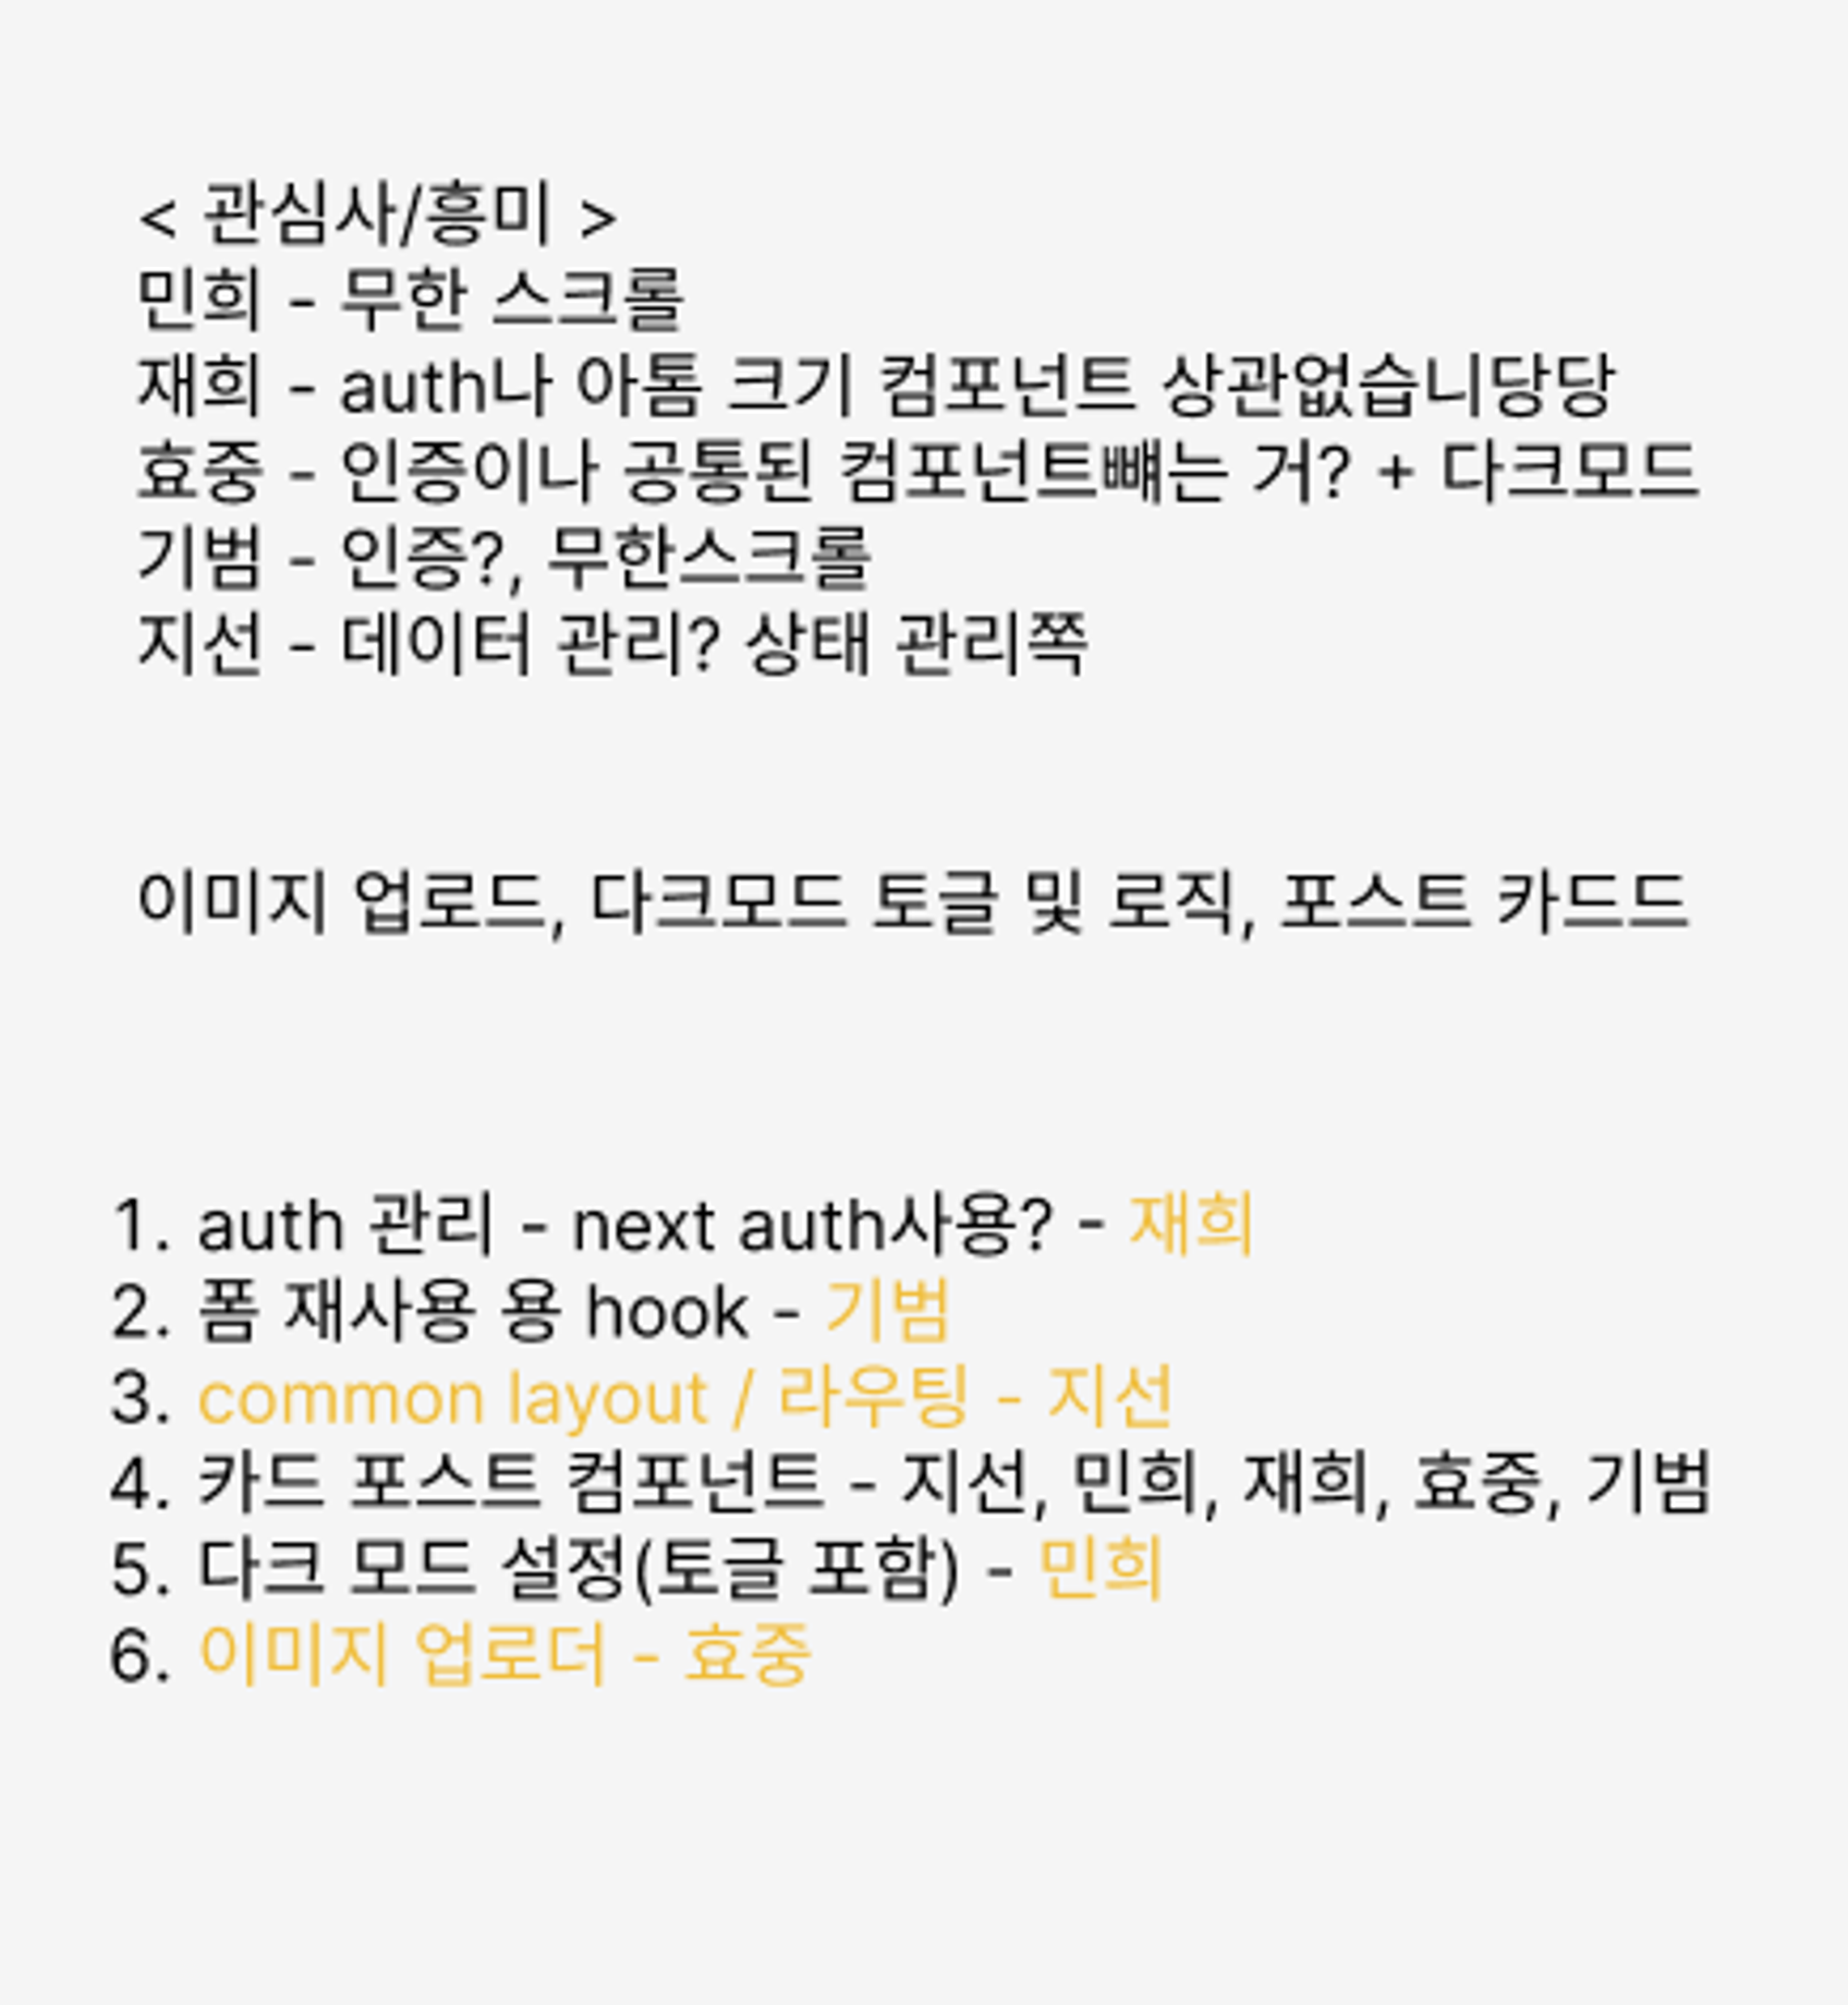 < 관심사/흥미 >
민희 - 무한 스크롤
재희 - auth나 아톰 크기 컴포넌트 상관없습니당당
효중 - 인증이나 공통된 컴포넌트뺴는 거? + 다크모드
기범 - 인증?, 무한스크롤
지선 - 데이터 관리? 상태 관리쪽
이미지 업로드, 다크모드 토글 및 로직, 포스트 카드드
1. auth 관리 - next auth사용? - 재희
2. 폼 재사용 용 hook - 기범
3. common layout / 라우팅 - 지선
4. 카드 포스트 컴포넌트 - 지선, 민희, 재희, 효중, 기범
5. 다크 모드 설정(토글 포함) - 민희
6. 이미지 업로더 - 효중